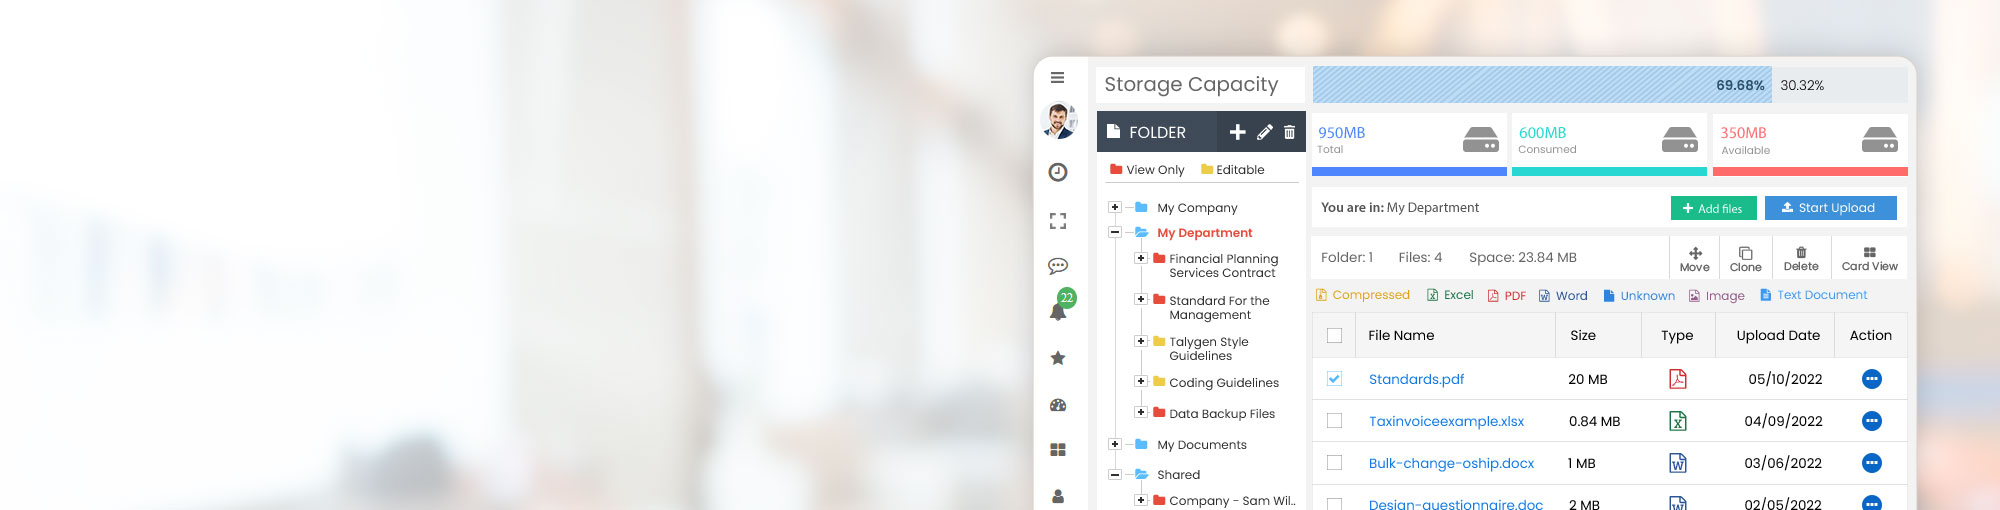 Storage Capacity
69.68% 30.32%
FOLDER
950MB
Total
600MB
Consumed
350MB
Available
View Only Editable
You are in: My Department
Add files
Start Upload
My Company
My Department
Financial Planning
Services Contract
Standard For the
Management
Talygen Style
Guidelines
Coding Guidelines
Data Backup Files
My Documents
Shared
Company - Sam Wil..
22
Folder: 1 Files: 4 Space: 23.84 MB
Move
Clone
Delete
Card View
Compressed Excel PDF Word Unknown Image Text Document
File Name Size Type Upload Date Action
Standards.pdf 20 MB 05/10/2022
Taxinvoiceexample.xlsx 0.84 MB 04/09/2022
Bulk-change-oship.docx 1 MB 03/06/2022
Design-questionnaire.doc 2 MB 02/05/2022